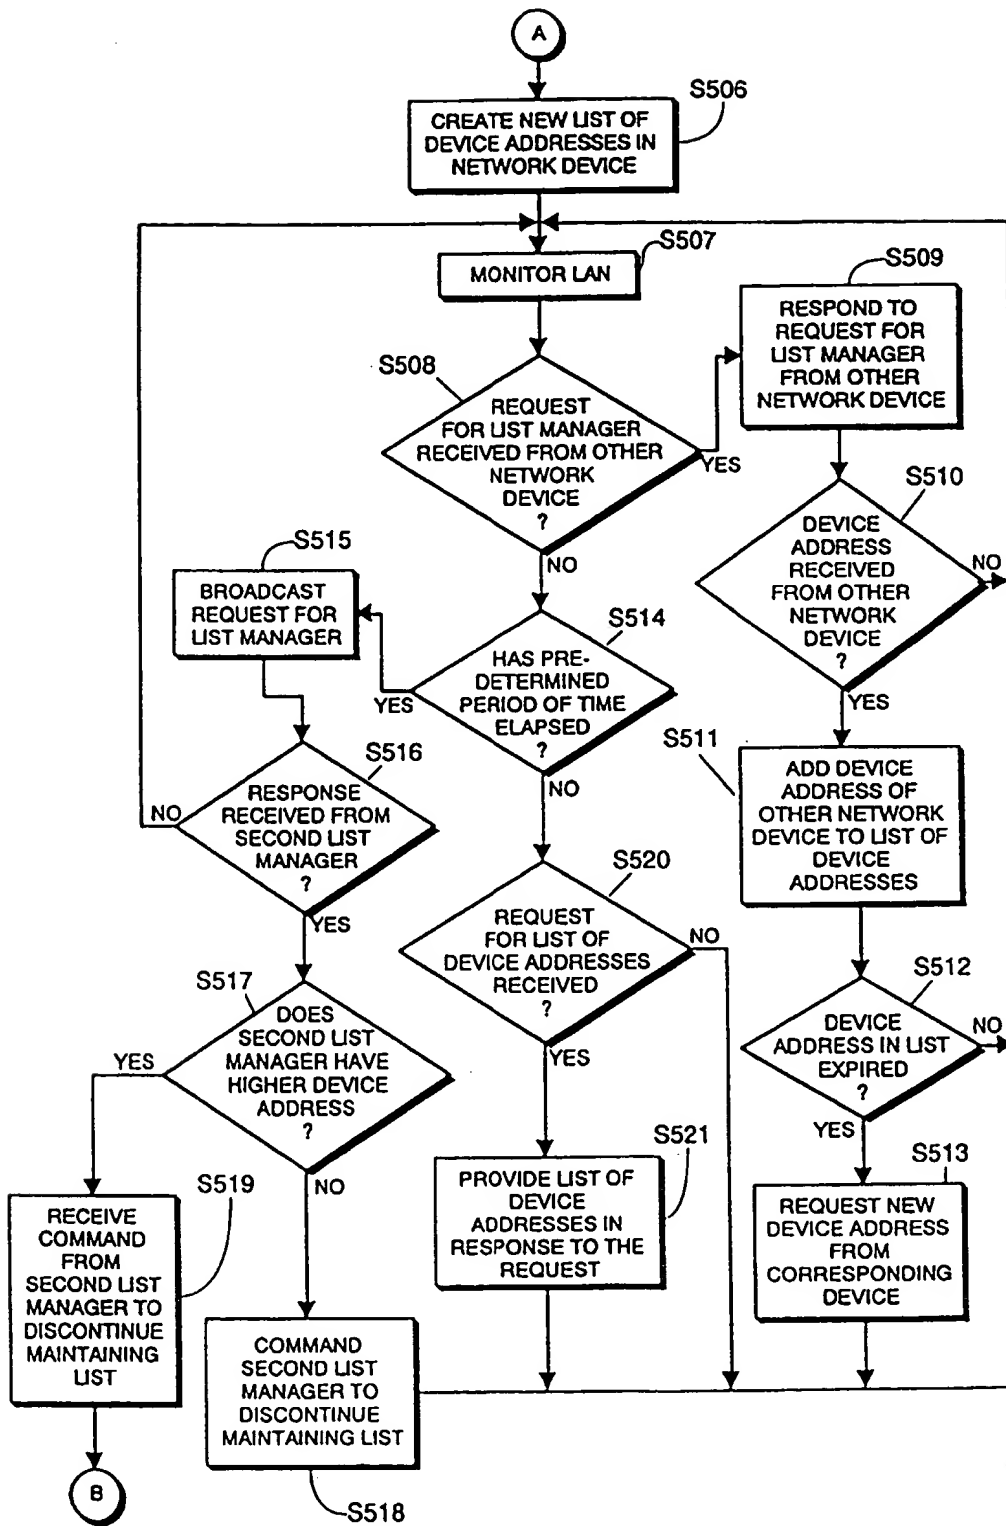 A
S506
CREATE NEW LIST OF
DEVICE ADDRESSES IN
NETWORK DEVICE
S507
MONITOR LAN
S508
REQUEST
FOR LIST MANAGER
RECEIVED FROM OTHER
NETWORK
DEVICE
?
YES
NO
S509
RESPOND TO
REQUEST FOR
LIST MANAGER
FROM OTHER
NETWORK DEVICE
S510
DEVICE
ADDRESS
RECEIVED
FROM OTHER
NETWORK
DEVICE
?
NO
YES
S511
ADD DEVICE
ADDRESS OF
OTHER NETWORK
DEVICE TO LIST OF
DEVICE
ADDRESSES
S512
DEVICE
ADDRESS IN LIST
EXPIRED
?
NO
YES
S513
REQUEST NEW
DEVICE ADDRESS
FROM
CORRESPONDING
DEVICE
S514
HAS PRE-
DETERMINED
PERIOD OF TIME
ELAPSED
?
YES
NO
S515
BROADCAST
REQUEST FOR
LIST MANAGER
S516
RESPONSE
RECEIVED FROM
SECOND LIST
MANAGER
?
NO
YES
S517
DOES
SECOND LIST
MANAGER HAVE
HIGHER DEVICE
ADDRESS
?
YES
NO
S519
RECEIVE
COMMAND
FROM
SECOND LIST
MANAGER TO
DISCONTINUE
MAINTAINING
LIST
B
COMMAND
SECOND LIST
MANAGER TO
DISCONTINUE
MAINTAINING LIST
S518
S520
REQUEST
FOR LIST OF
DEVICE ADDRESSES
RECEIVED
?
NO
YES
S521
PROVIDE LIST OF
DEVICE
ADDRESSES IN
RESPONSE TO THE
REQUEST